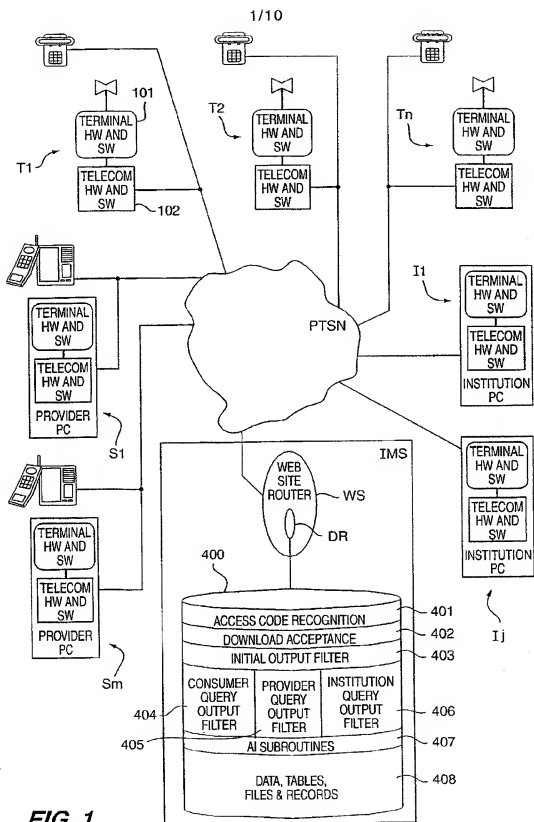 1/10
101
TERMINAL
HW AND
SW
T1
TELECOM
HW AND
SW
102
T2
TERMINAL
HW AND
SW
TELECOM
HW AND
SW
Tn
TERMINAL
HW AND
SW
TELECOM
HW AND
SW
PTSN
TERMINAL
HW AND
SW
TELECOM
HW AND
SW
PROVIDER
PC
S1
I1
TERMINAL
HW AND
SW
TELECOM
HW AND
SW
INSTITUTION
PC
TERMINAL
HW AND
SW
TELECOM
HW AND
SW
PROVIDER
PC
Sm
TERMINAL
HW AND
SW
TELECOM
HW AND
SW
INSTITUTION
PC
Ij
IMS
WEB
SITE
ROUTER
WS
DR
400
ACCESS CODE RECOGNITION
401
DOWNLOAD ACCEPTANCE
402
INITIAL OUTPUT FILTER
403
CONSUMER
QUERY
OUTPUT
FILTER
404
PROVIDER
QUERY
OUTPUT
FILTER
405
INSTITUTION
QUERY
OUTPUT
FILTER
406
AI SUBROUTINES
407
DATA, TABLES,
FILES & RECORDS
408
FIG. 1